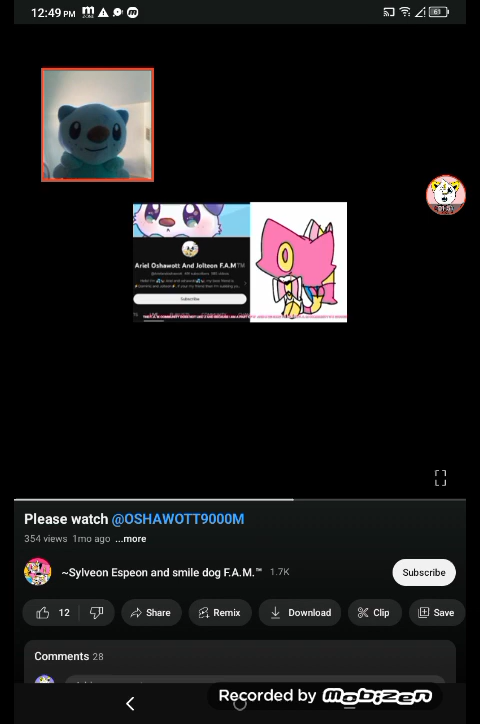 12:49 PM
61
Ariel Oshawott And Jolteon F.A.M™
Subscribe
Please watch @OSHAWOTT9000M
354 views 1mo ago ...more
~Sylveon Espeon and smile dog F.A.M.™ 1.7K
Subscribe
12
Share
Remix
Download
Clip
Save
Comments 28
Recorded by mobizen